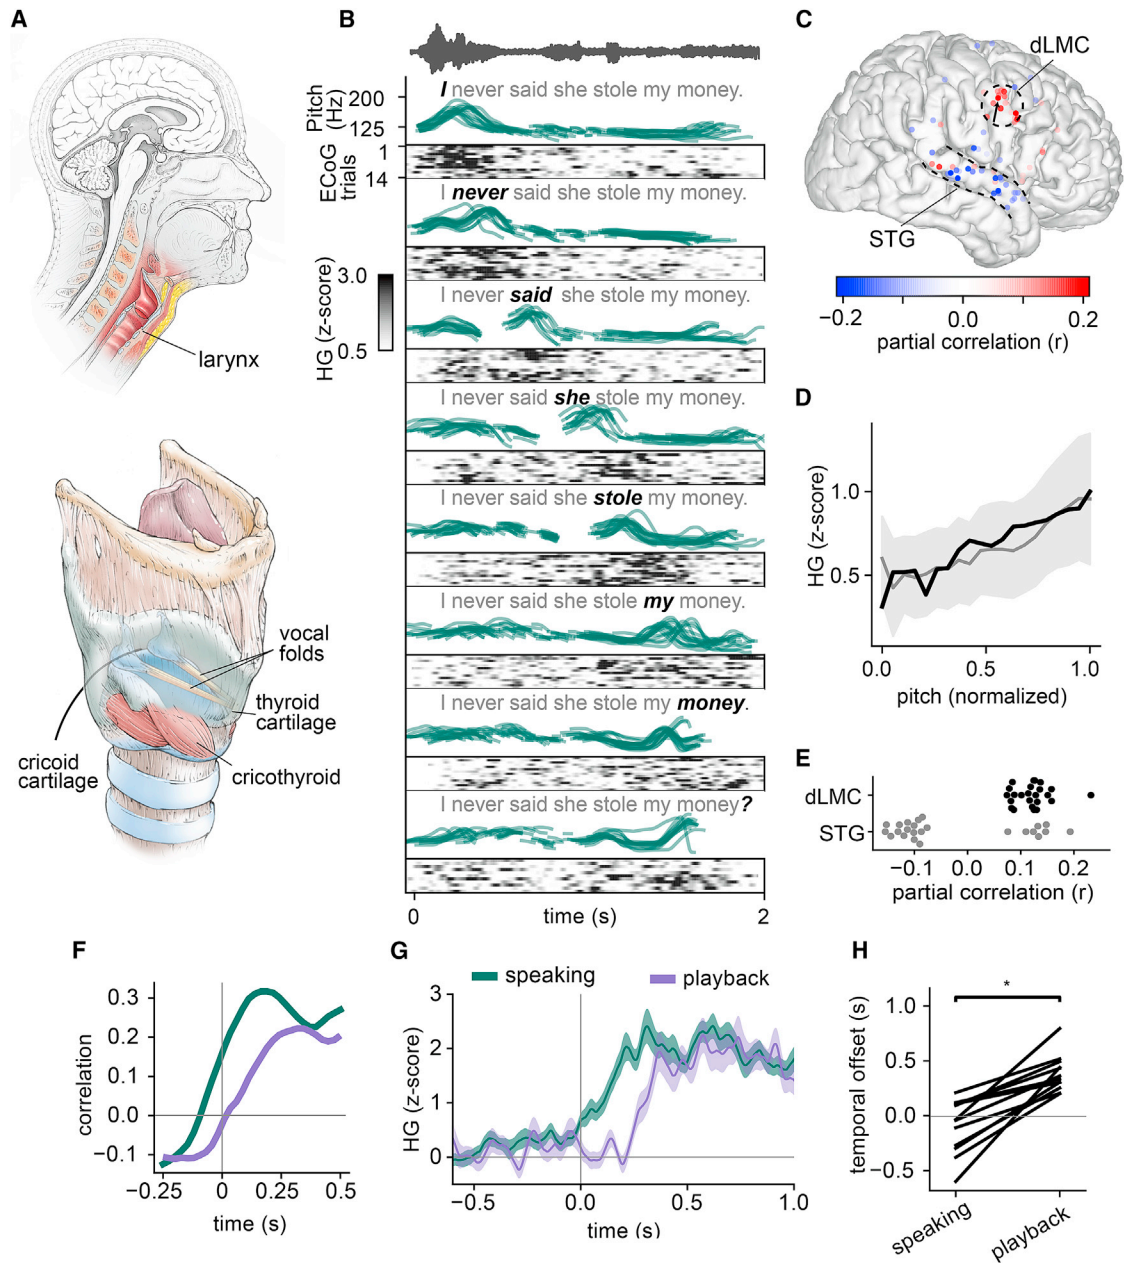 A
larynx
vocal
folds
thyroid
cartilage
cricoid
cartilage
cricothyroid
B
I never said she stole my money.
200
Pitch
(Hz)
125
1
ECoG
trials
14
I never said she stole my money.
3.0
HG (z-score)
0.5
I never said she stole my money.
I never said she stole my money.
I never said she stole my money.
I never said she stole my money.
I never said she stole my money.
I never said she stole my money?
0
2
time (s)
C
dLMC
STG
−0.2
0.0
0.2
partial correlation (r)
D
HG (z-score)
1.0
0.5
0.0
0.5
1.0
pitch (normalized)
E
dLMC
STG
−0.1
0.0
0.1
0.2
partial correlation (r)
F
correlation
0.3
0.2
0.1
0.0
−0.1
−0.25
0
0.25
0.5
time (s)
G
speaking
playback
HG (z-score)
3
2
1
0
−0.5
0.0
0.5
1.0
time (s)
H
*
temporal offset (s)
1.0
0.5
0.0
−0.5
speaking
playback